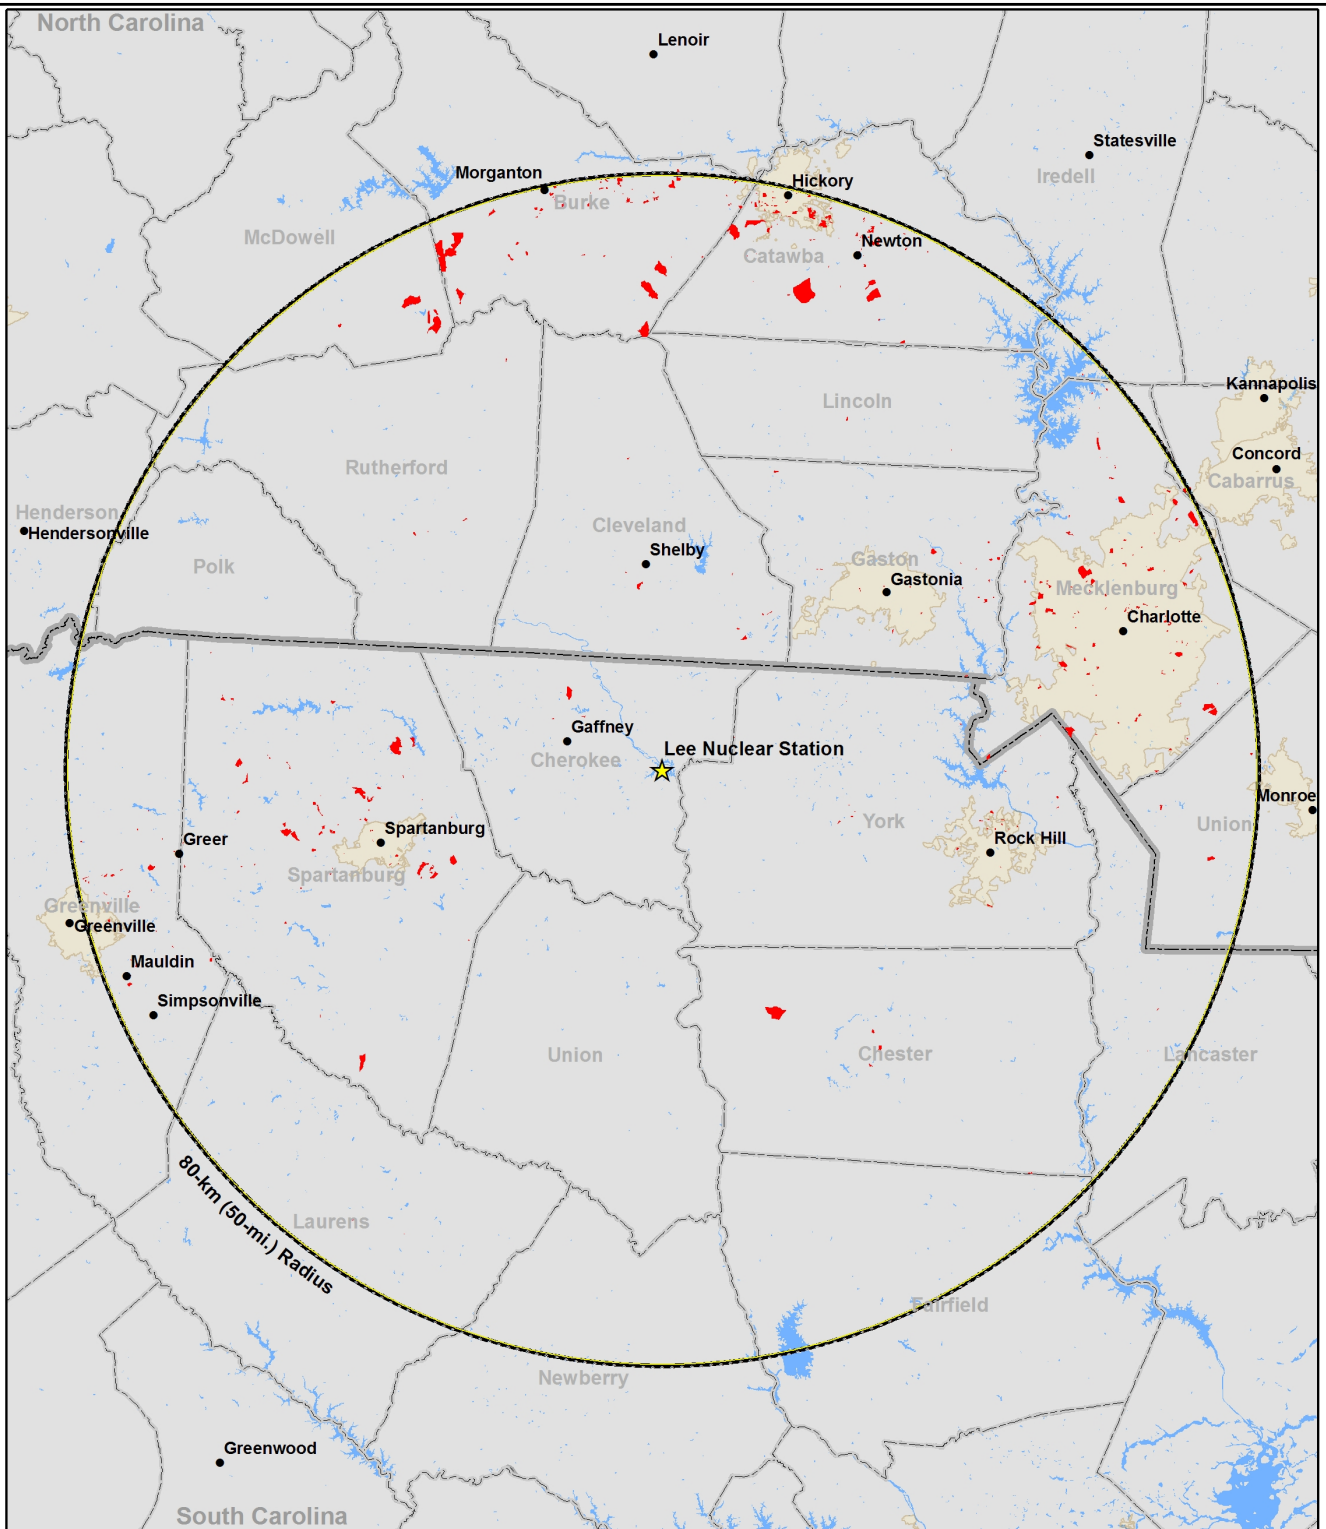 North Carolina
Lenoir
Statesville
Iredell
Morganton
Hickory
Burke
McDowell
Newton
Catawba
Kannapolis
Lincoln
Concord
Rutherford
Cabarrus
Henderson
Hendersonville
Cleveland
Shelby
Polk
Gaston
Gastonia
Mecklenburg
Charlotte
Gaffney
Lee Nuclear Station
Cherokee
Monroe
York
Union
Spartanburg
Greer
Rock Hill
Spartanburg
Greenville
Greenville
Mauldin
Simpsonville
Union
Chester
Lancaster
80-km (50-mi.) Radius
Laurens
Fairfield
Newberry
Greenwood
South Carolina